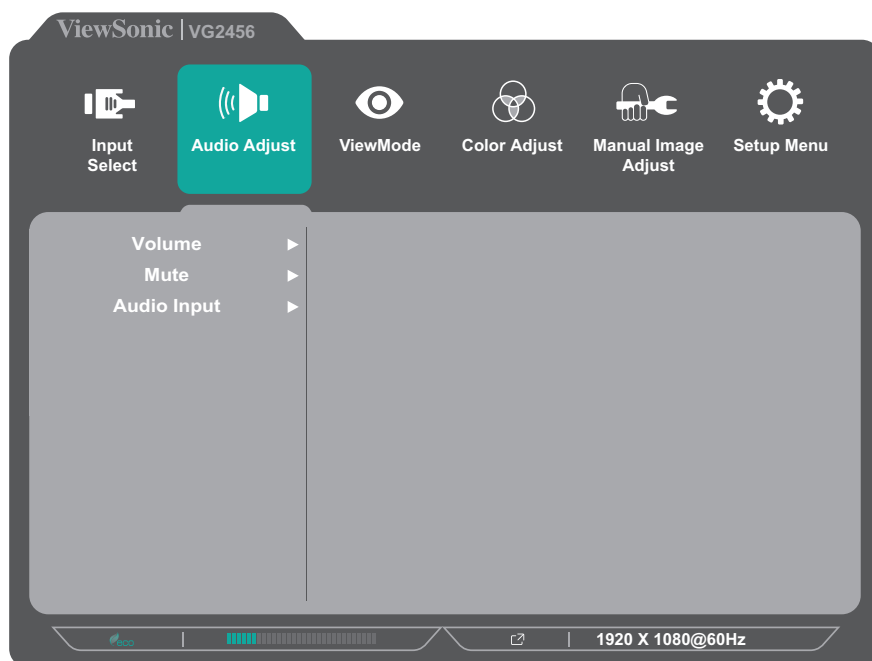 ViewSonic | VG2456
Input
Select
Audio Adjust
ViewMode
Color Adjust
Manual Image
Adjust
Setup Menu
Volume
Mute
Audio Input
eco
1920 X 1080@60Hz